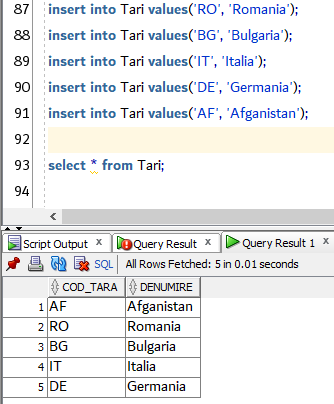 87 insert into Tari values('RO', 'Romania');
88 insert into Tari values('BG', 'Bulgaria');
89 insert into Tari values('IT', 'Italia');
90 insert into Tari values('DE', 'Germania');
91 insert into Tari values('AF', 'Afganistan');
92
93 select * from Tari;
94
Script Output x Query Result x Query Result 1 x
SQL | All Rows Fetched: 5 in 0.01 seconds
COD_TARA DENUMIRE
1 AF Afganistan
2 RO Romania
3 BG Bulgaria
4 IT Italia
5 DE Germania